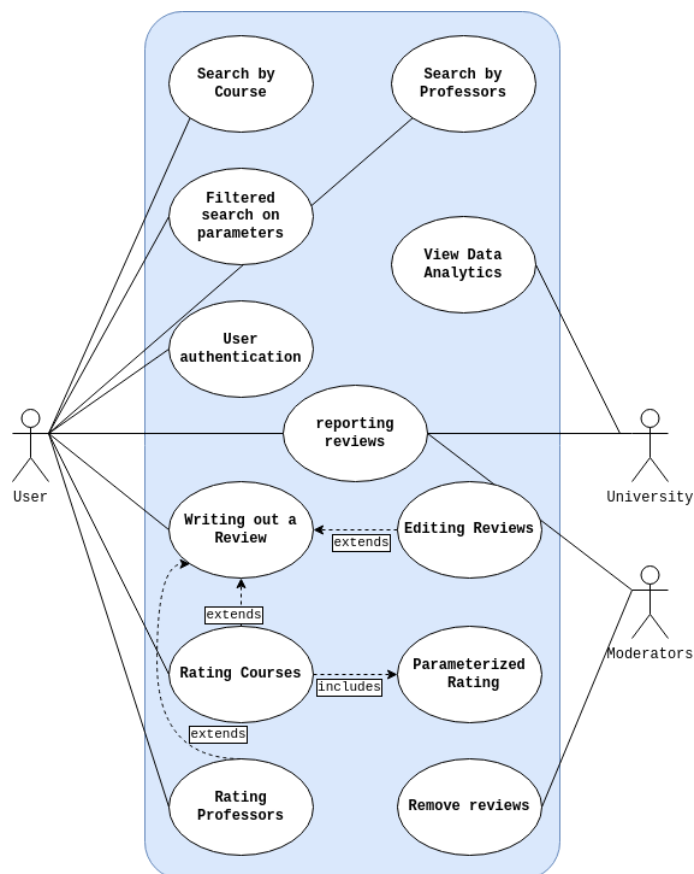 Search by
Course
Search by
Professors
Filtered
search on
parameters
View Data
Analytics
User
authentication
reporting
reviews
User
University
Writing out a
Review
Editing Reviews
extends
extends
Moderators
Rating Courses
includes
Parameterized
Rating
extends
Rating
Professors
Remove reviews